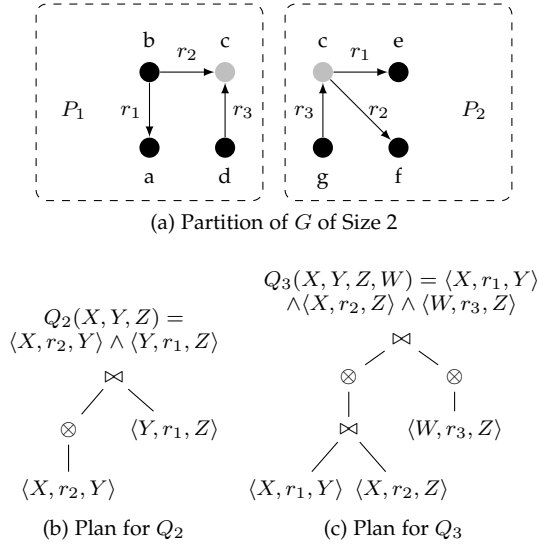 b c c e
r₂ r₁
P₁ r₁ r₃ r₃ r₂ P₂
a d g f
(a) Partition of G of Size 2
Q₂(X, Y, Z) =
⟨X, r₂, Y⟩ ∧ ⟨Y, r₁, Z⟩
⋈
⊗ ⟨Y, r₁, Z⟩
⟨X, r₂, Y⟩
(b) Plan for Q₂
Q₃(X, Y, Z, W) = ⟨X, r₁, Y⟩
∧⟨X, r₂, Z⟩ ∧ ⟨W, r₃, Z⟩
⋈
⊗ ⊗
⋈ ⟨W, r₃, Z⟩
⟨X, r₁, Y⟩ ⟨X, r₂, Z⟩
(c) Plan for Q₃